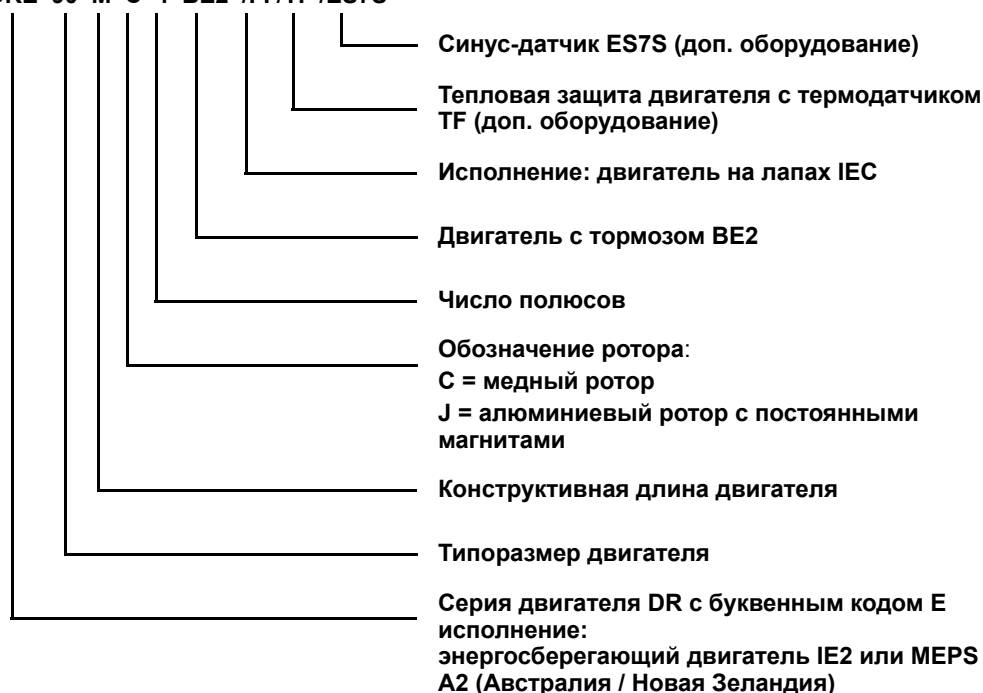 Синус-датчик ES7S (доп. оборудование)
Тепловая защита двигателя с термодатчиком
TF (доп. оборудование)
Исполнение: двигатель на лапах IEC
Двигатель с тормозом BE2
Число полюсов
Обозначение ротора:
C = медный ротор
J = алюминиевый ротор с постоянными
магнитами
Конструктивная длина двигателя
Типоразмер двигателя
Серия двигателя DR с буквенным кодом E
исполнение:
энергосберегающий двигатель IE2 или MEPS
A2 (Австралия / Новая Зеландия)